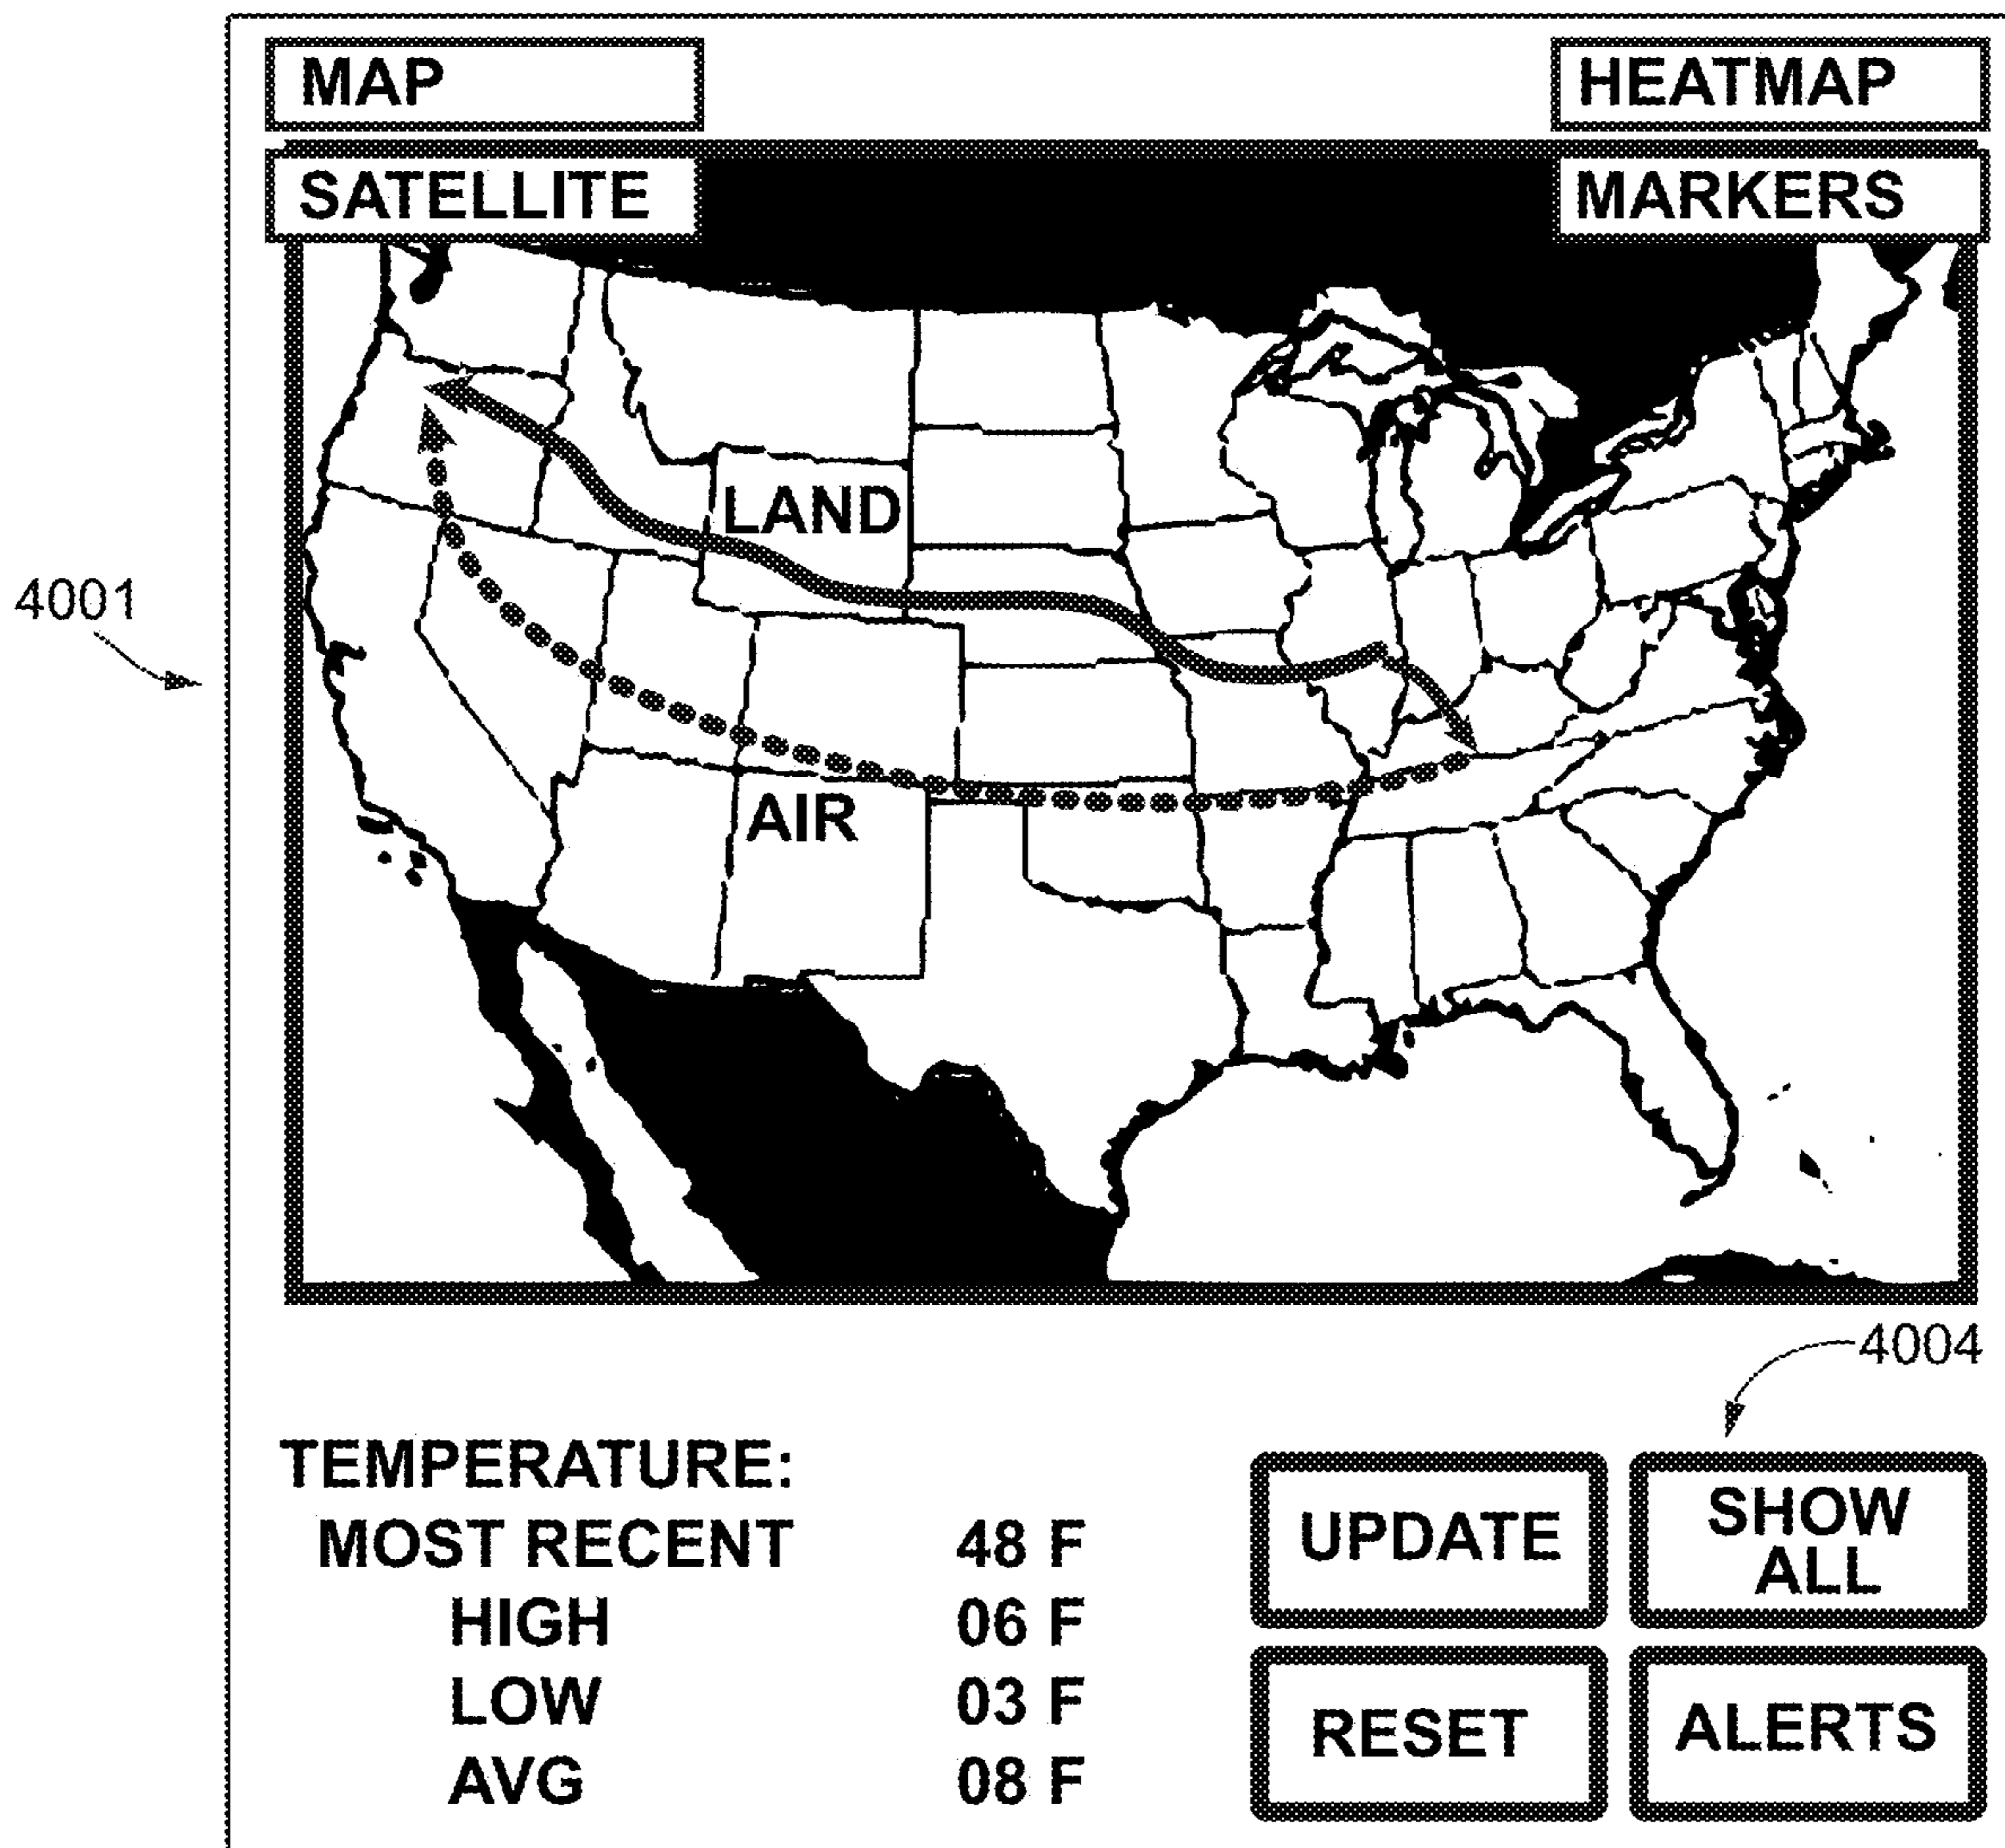 MAP
HEATMAP
SATELLITE
MARKERS
LAND
4001
AIR
4004
TEMPERATURE:
MOST RECENT 48 F
HIGH 06 F
LOW 03 F
AVG 08 F
UPDATE
SHOW
ALL
RESET
ALERTS